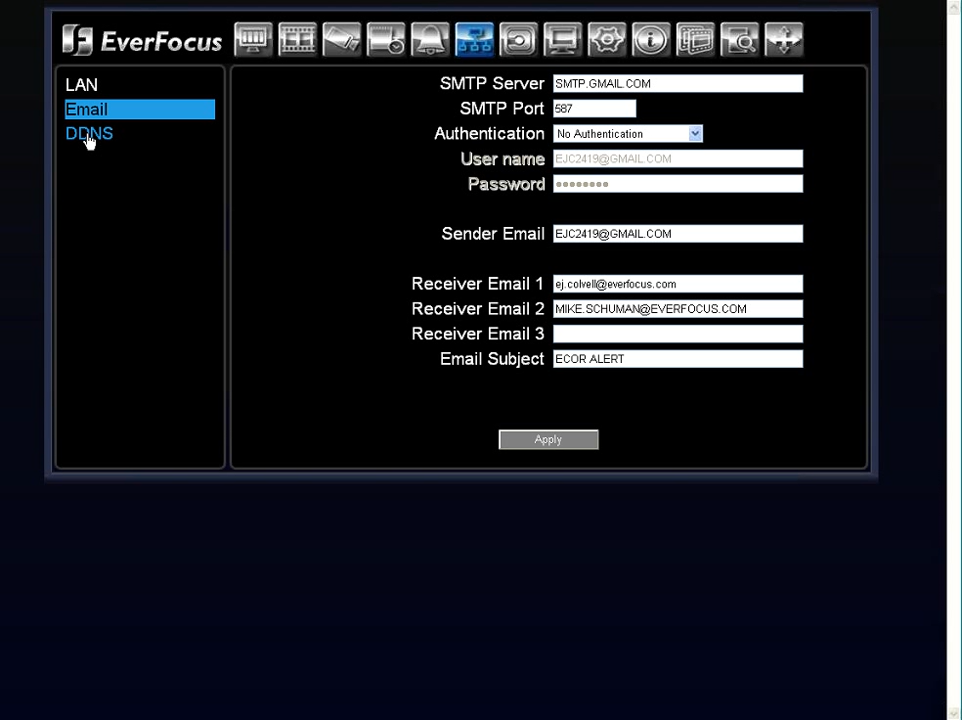 EverFocus
LAN
Email
DDNS
SMTP Server SMTP.GMAIL.COM
SMTP Port 587
Authentication No Authentication
User name EJC2419@GMAIL.COM
Password ••••••••
Sender Email EJC2419@GMAIL.COM
Receiver Email 1 ej.colvell@everfocus.com
Receiver Email 2 MIKE.SCHUMAN@EVERFOCUS.COM
Receiver Email 3
Email Subject ECOR ALERT
Apply